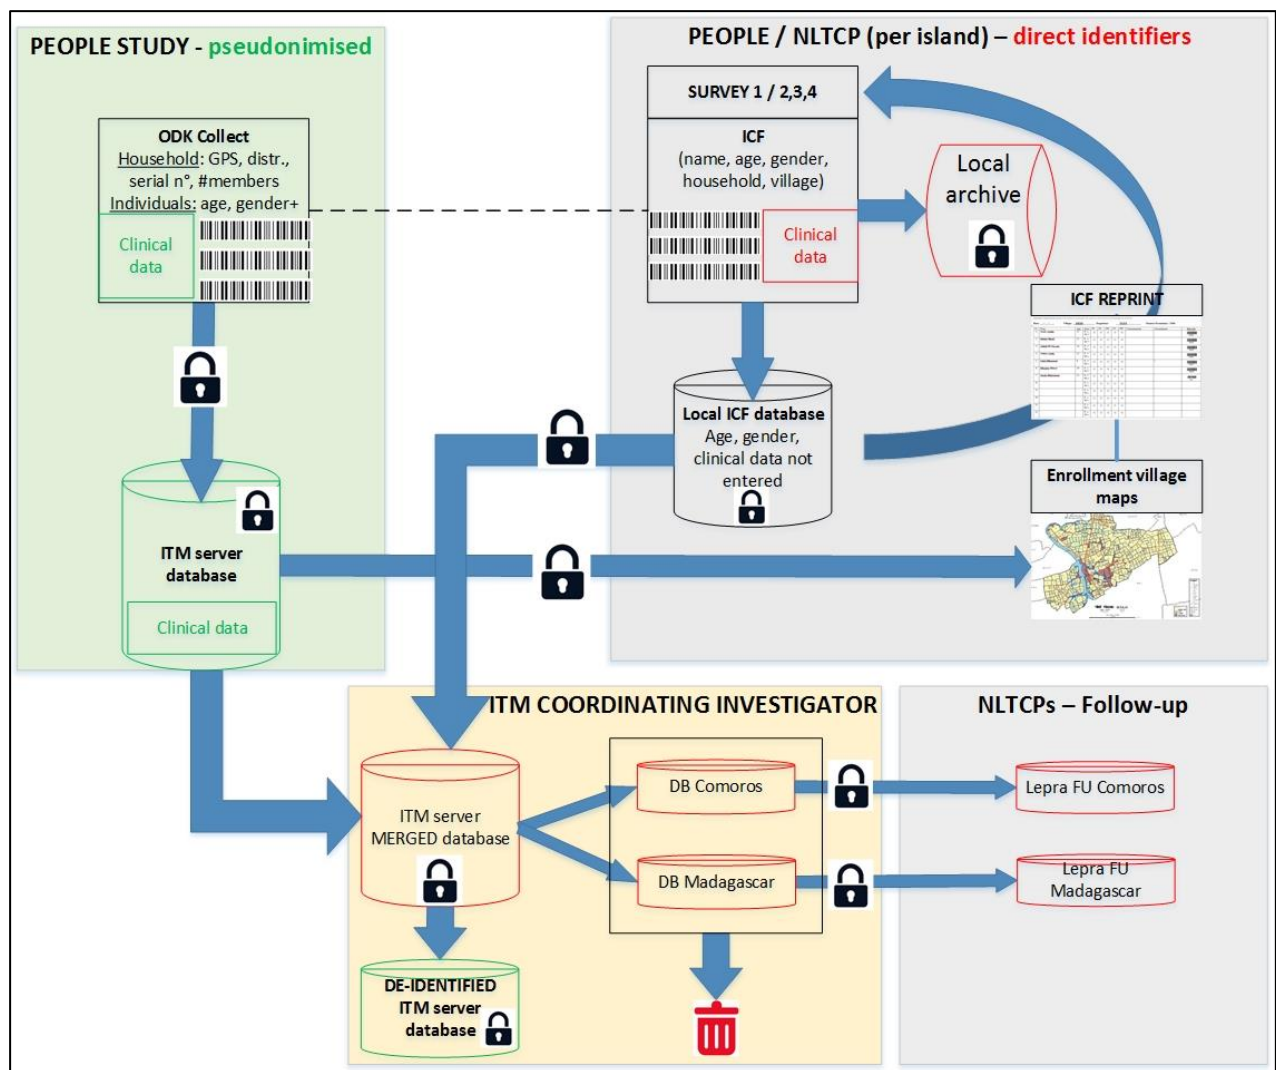 PEOPLE STUDY - pseudonimised
ODK Collect
Household: GPS, distr.,
serial n°, #members
Individuals: age, gender+
Clinical
data
ITM server
database
Clinical data
PEOPLE / NLTCP (per island) – direct identifiers
SURVEY 1 / 2,3,4
ICF
(name, age, gender,
household, village)
Clinical
data
Local
archive
ICF REPRINT
Local ICF database
Age, gender,
clinical data not
entered
Enrollment village
maps
ITM COORDINATING INVESTIGATOR
ITM server
MERGED database
DB Comoros
DB Madagascar
DE-IDENTIFIED
ITM server
database
NLTCPs – Follow-up
Lepra FU Comoros
Lepra FU
Madagascar